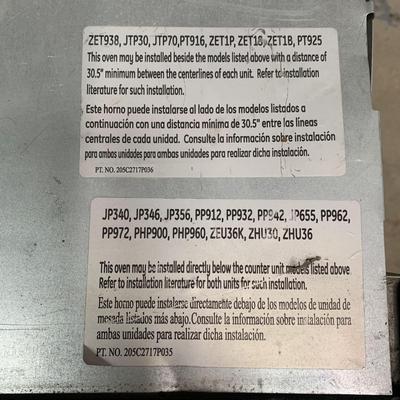 ZET938, JTP30, JTP70,PT916, ZET1P, ZET18, ZET1B, PT925
This oven may be installed beside the models listed above with a distance of
30.5" minimum between the centerlines of each unit. Refer to installation
literature for such installation.
Este horno puede instalarse al lado de los modelos listados a
continuación con una distancia mínima de 30.5" entre las líneas
centrales de cada unidad. Consulte la información sobre instalación
para ambas unidades para ambas unidades para realizar dicha instalación.
PT. NO. 205C2717P036
JP340, JP346, JP356, PP912, PP932, PP942, JP655, PP962,
PP972, PHP900, PHP960, ZEU36K, ZHU30, ZHU36
This oven may be installed directly below the counter unit models listed above
Refer to installation literature for both units for such installation.
Este horno puede instalarse directamente debajo de los modelos de unidad de
mesada listados más abajo.Consulte la información sobre instalación para
ambas unidades para realizar dicha instalación.
PT. NO. 205C2717P035